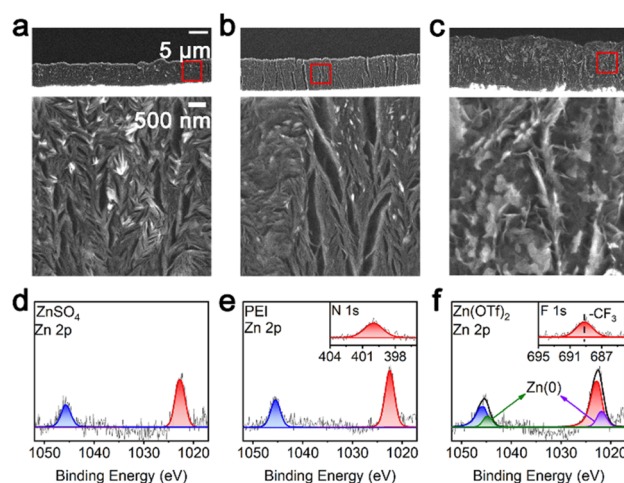 a
5 μm
b
c
500 nm
d
ZnSO4
Zn 2p
1050 1040 1030 1020
Binding Energy (eV)
e
PEI
Zn 2p
N 1s
404 401 398
1050 1040 1030 1020
Binding Energy (eV)
f
Zn(OTf)2
Zn 2p
F 1s
-CF3
695 691 687
Zn(0)
1050 1040 1030 1020
Binding Energy (eV)